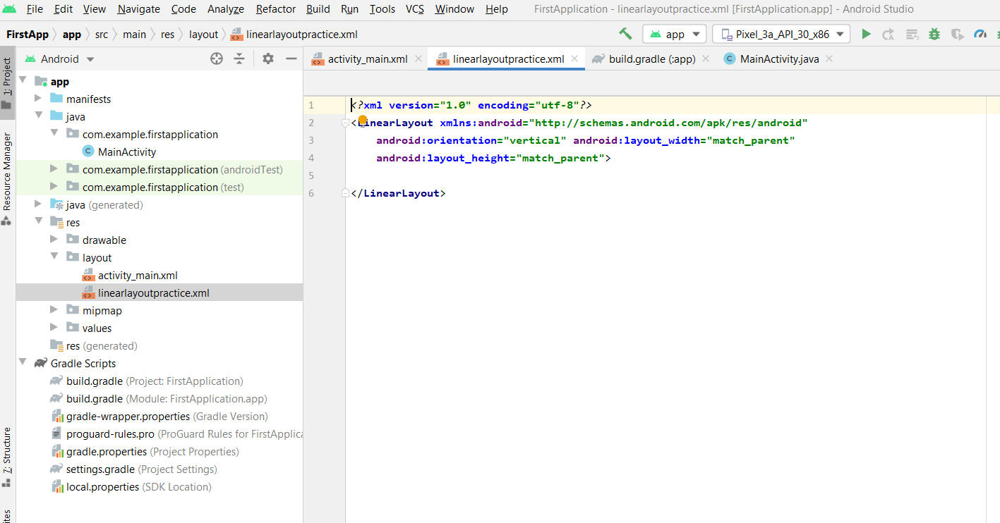 File Edit View Navigate Code Analyze Refactor Build Run Tools VCS Window Help FirstApplication - linearlayoutpractice.xml [FirstApplication.app] - Android Studio
FirstApp app src main res layout linearlayoutpractice.xml app Pixel_3a_API_30_x86
1: Project
Resource Manager
7: Structure
Android
app
manifests
java
com.example.firstapplication
MainActivity
com.example.firstapplication (androidTest)
com.example.firstapplication (test)
java (generated)
res
drawable
layout
activity_main.xml
linearlayoutpractice.xml
mipmap
values
res (generated)
Gradle Scripts
build.gradle (Project: FirstApplication)
build.gradle (Module: FirstApplication.app)
gradle-wrapper.properties (Gradle Version)
proguard-rules.pro (ProGuard Rules for FirstApplica
gradle.properties (Project Properties)
settings.gradle (Project Settings)
local.properties (SDK Location)
activity_main.xml linearlayoutpractice.xml build.gradle (:app) MainActivity.java
1 <?xml version="1.0" encoding="utf-8"?>
2 <LinearLayout xmlns:android="http://schemas.android.com/apk/res/android"
3 android:orientation="vertical" android:layout_width="match_parent"
4 android:layout_height="match_parent">
5
6 </LinearLayout>